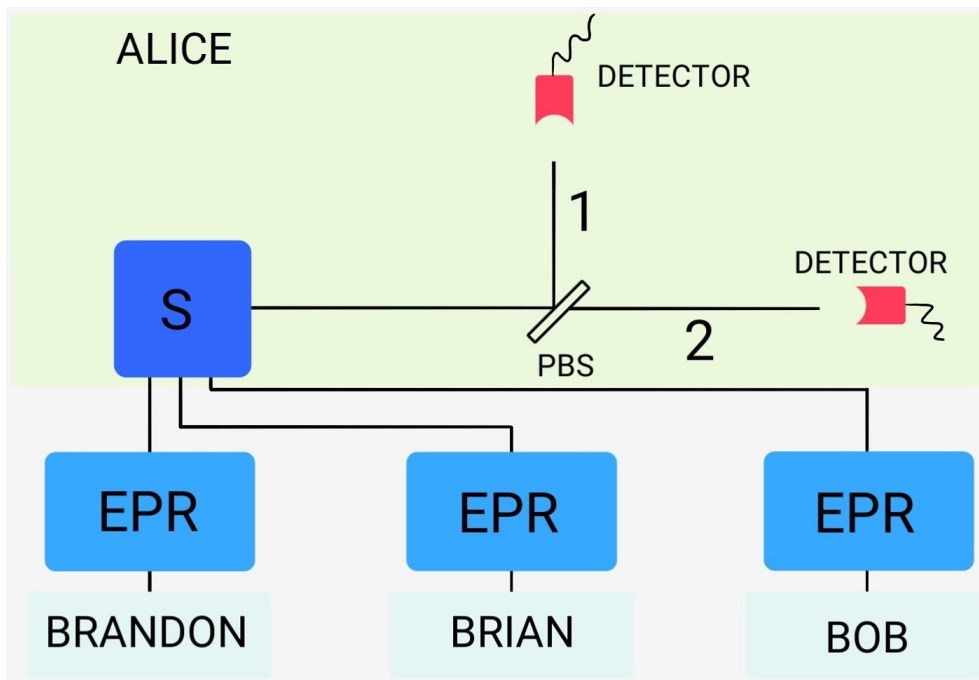 ALICE
DETECTOR
1
DETECTOR
S
2
PBS
EPR
EPR
EPR
BRANDON
BRIAN
BOB